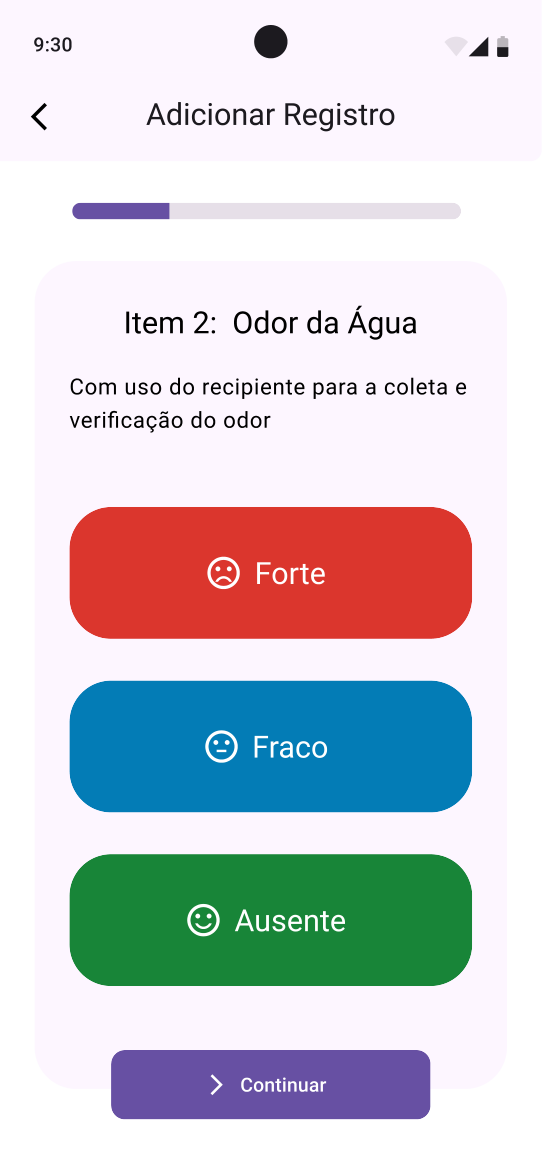 9:30
Adicionar Registro
Item 2: Odor da Água
Com uso do recipiente para a coleta e
verificação do odor
Forte
Fraco
Ausente
Continuar